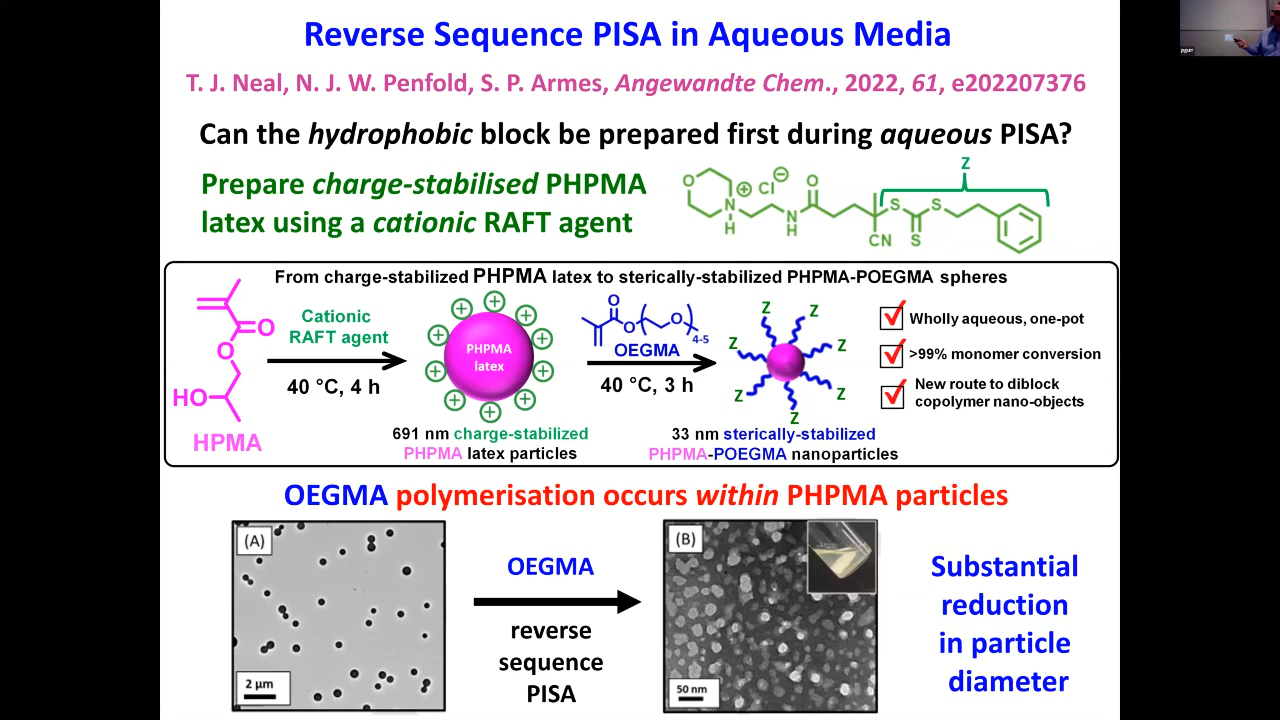 Reverse Sequence PISA in Aqueous Media
T. J. Neal, N. J. W. Penfold, S. P. Armes, Angewandte Chem., 2022, 61, e202207376
Can the hydrophobic block be prepared first during aqueous PISA?
Prepare charge-stabilised PHPMA
latex using a cationic RAFT agent
Z
O
N
H
⊕
Cl
⊖
N
H
O
CN
S
S
S
From charge-stabilized PHPMA latex to sterically-stabilized PHPMA-POEGMA spheres
O
O
HO
HPMA
Cationic
RAFT agent
40 °C, 4 h
+
+
+
+
+
+
+
+
+
+
+
PHPMA
latex
691 nm charge-stabilized
PHPMA latex particles
O
O
O
4-5
OEGMA
40 °C, 3 h
Z
Z
Z
Z
Z
Z
Z
33 nm sterically-stabilized
PHPMA-POEGMA nanoparticles
Wholly aqueous, one-pot
>99% monomer conversion
New route to diblock
copolymer nano-objects
OEGMA polymerisation occurs within PHPMA particles
(A)
2 µm
OEGMA
reverse
sequence
PISA
(B)
50 nm
Substantial
reduction
in particle
diameter